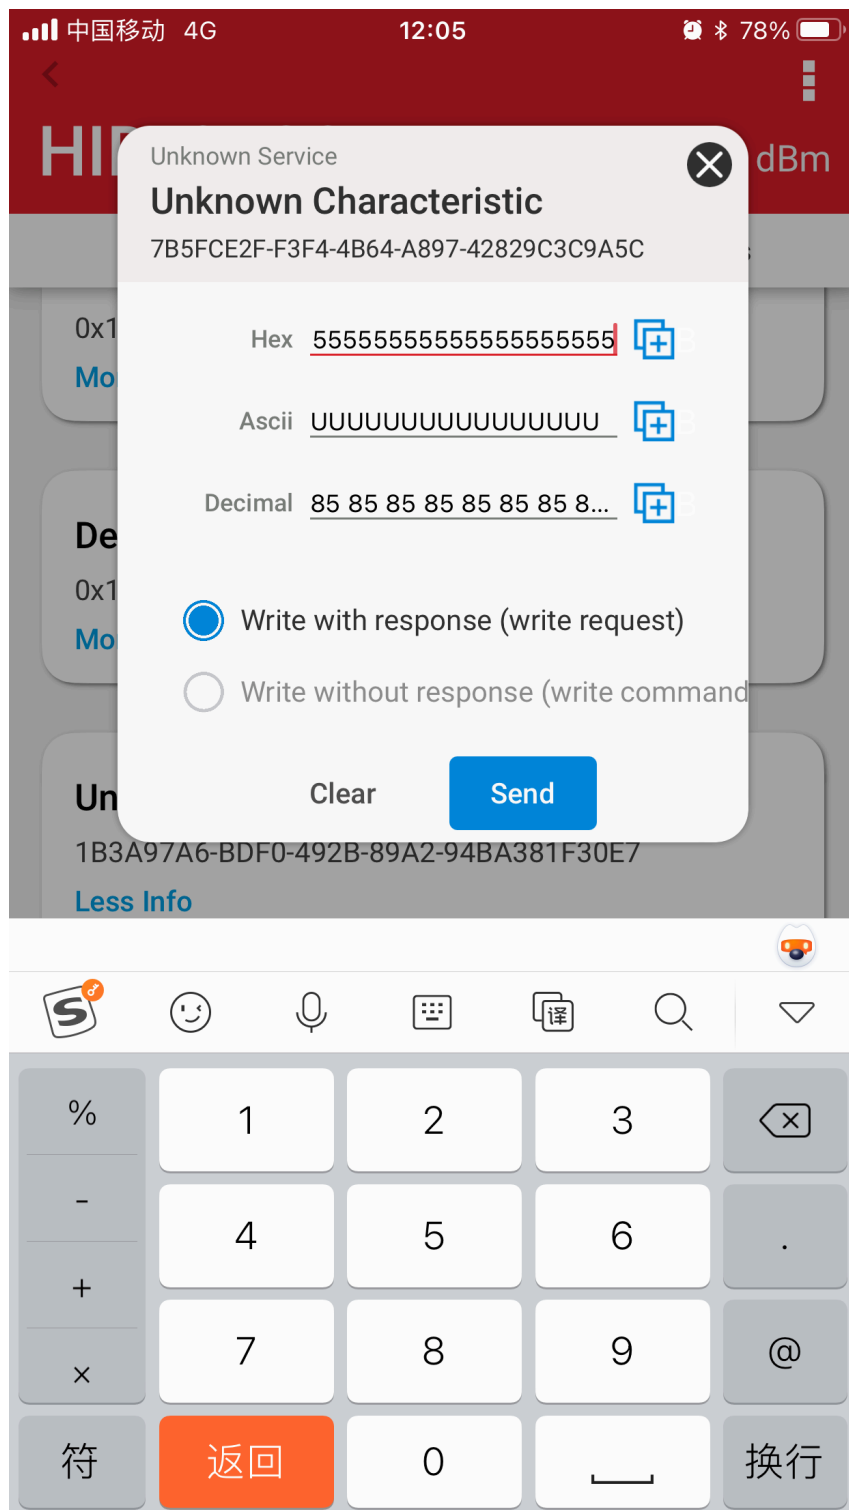 中国移动 4G 12:05 78%
HI dBm
Unknown Service
Unknown Characteristic
7B5FCE2F-F3F4-4B64-A897-42829C3C9A5C
0x1
Hex 55555555555555555555
Mo
Ascii UUUUUUUUUUUUUUUU
Decimal 85 85 85 85 85 85 85 8...
De
0x1
Write with response (write request)
Mo
Write without response (write command
Clear Send
Un
1B3A97A6-BDF0-492B-89A2-94BA381F30E7
Less Info
S 译
% 1 2 3
- 4 5 6 .
+ 7 8 9 @
×
符 返回 0 换行